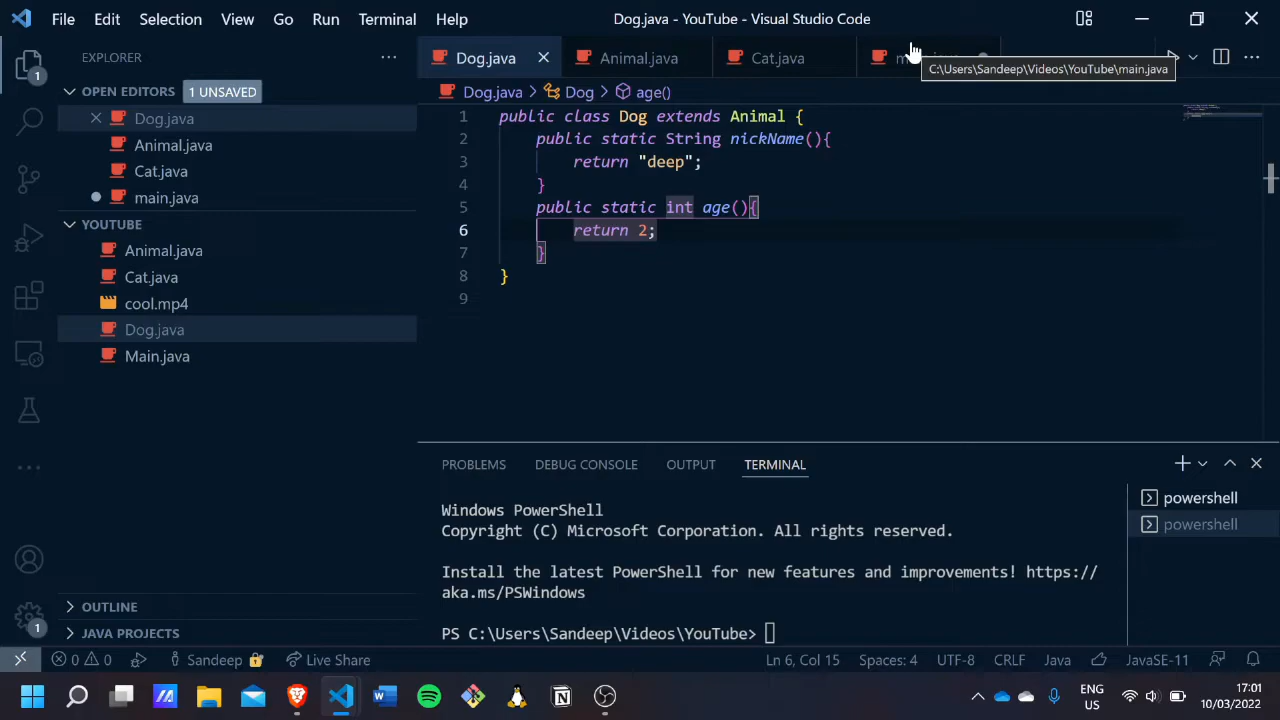 File Edit Selection View Go Run Terminal Help Dog.java - YouTube - Visual Studio Code
EXPLORER
OPEN EDITORS 1 UNSAVED
Dog.java
Animal.java
Cat.java
main.java
YOUTUBE
Animal.java
Cat.java
cool.mp4
Dog.java
Main.java
OUTLINE
JAVA PROJECTS
1
1
Dog.java Animal.java Cat.java
C:\Users\Sandeep\Videos\YouTube\main.java
Dog.java > Dog > age()
1 public class Dog extends Animal {
2 public static String nickName(){
3 return "deep";
4 }
5 public static int age(){
6 return 2;
7 }
8 }
9
PROBLEMS DEBUG CONSOLE OUTPUT TERMINAL
Windows PowerShell
Copyright (C) Microsoft Corporation. All rights reserved.
Install the latest PowerShell for new features and improvements! https://
aka.ms/PSWindows
PS C:\Users\Sandeep\Videos\YouTube>
powershell
powershell
0 0 Sandeep Live Share Ln 6, Col 15 Spaces: 4 UTF-8 CRLF Java JavaSE-11
ENG
US
17:01
10/03/2022